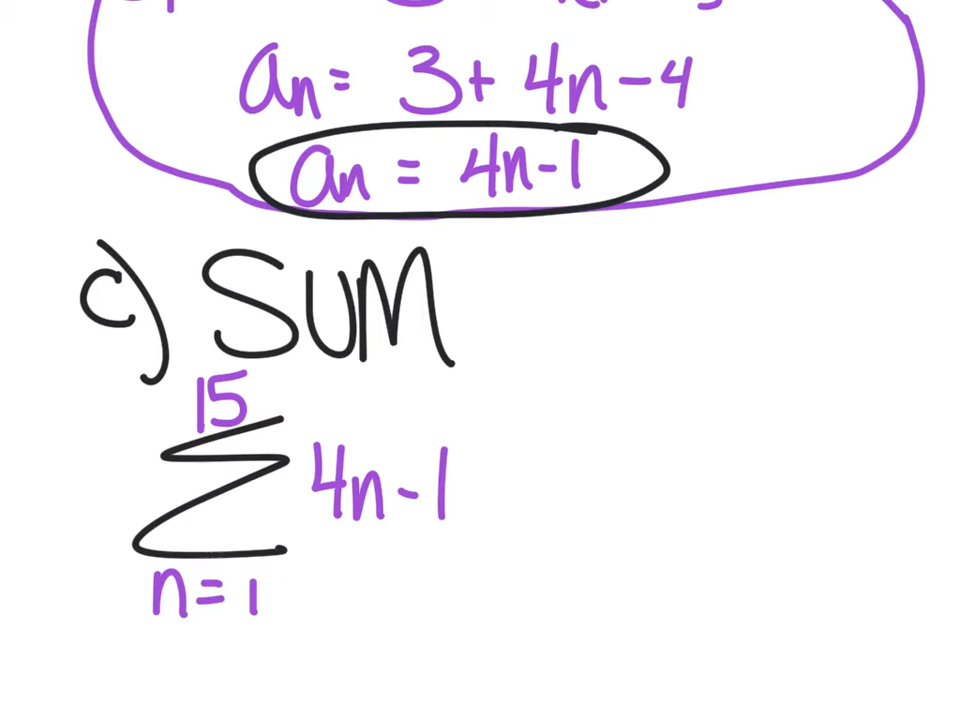 an = 3 + 4n - 4
an = 4n - 1
c) SUM
15
Σ 4n - 1
n = 1